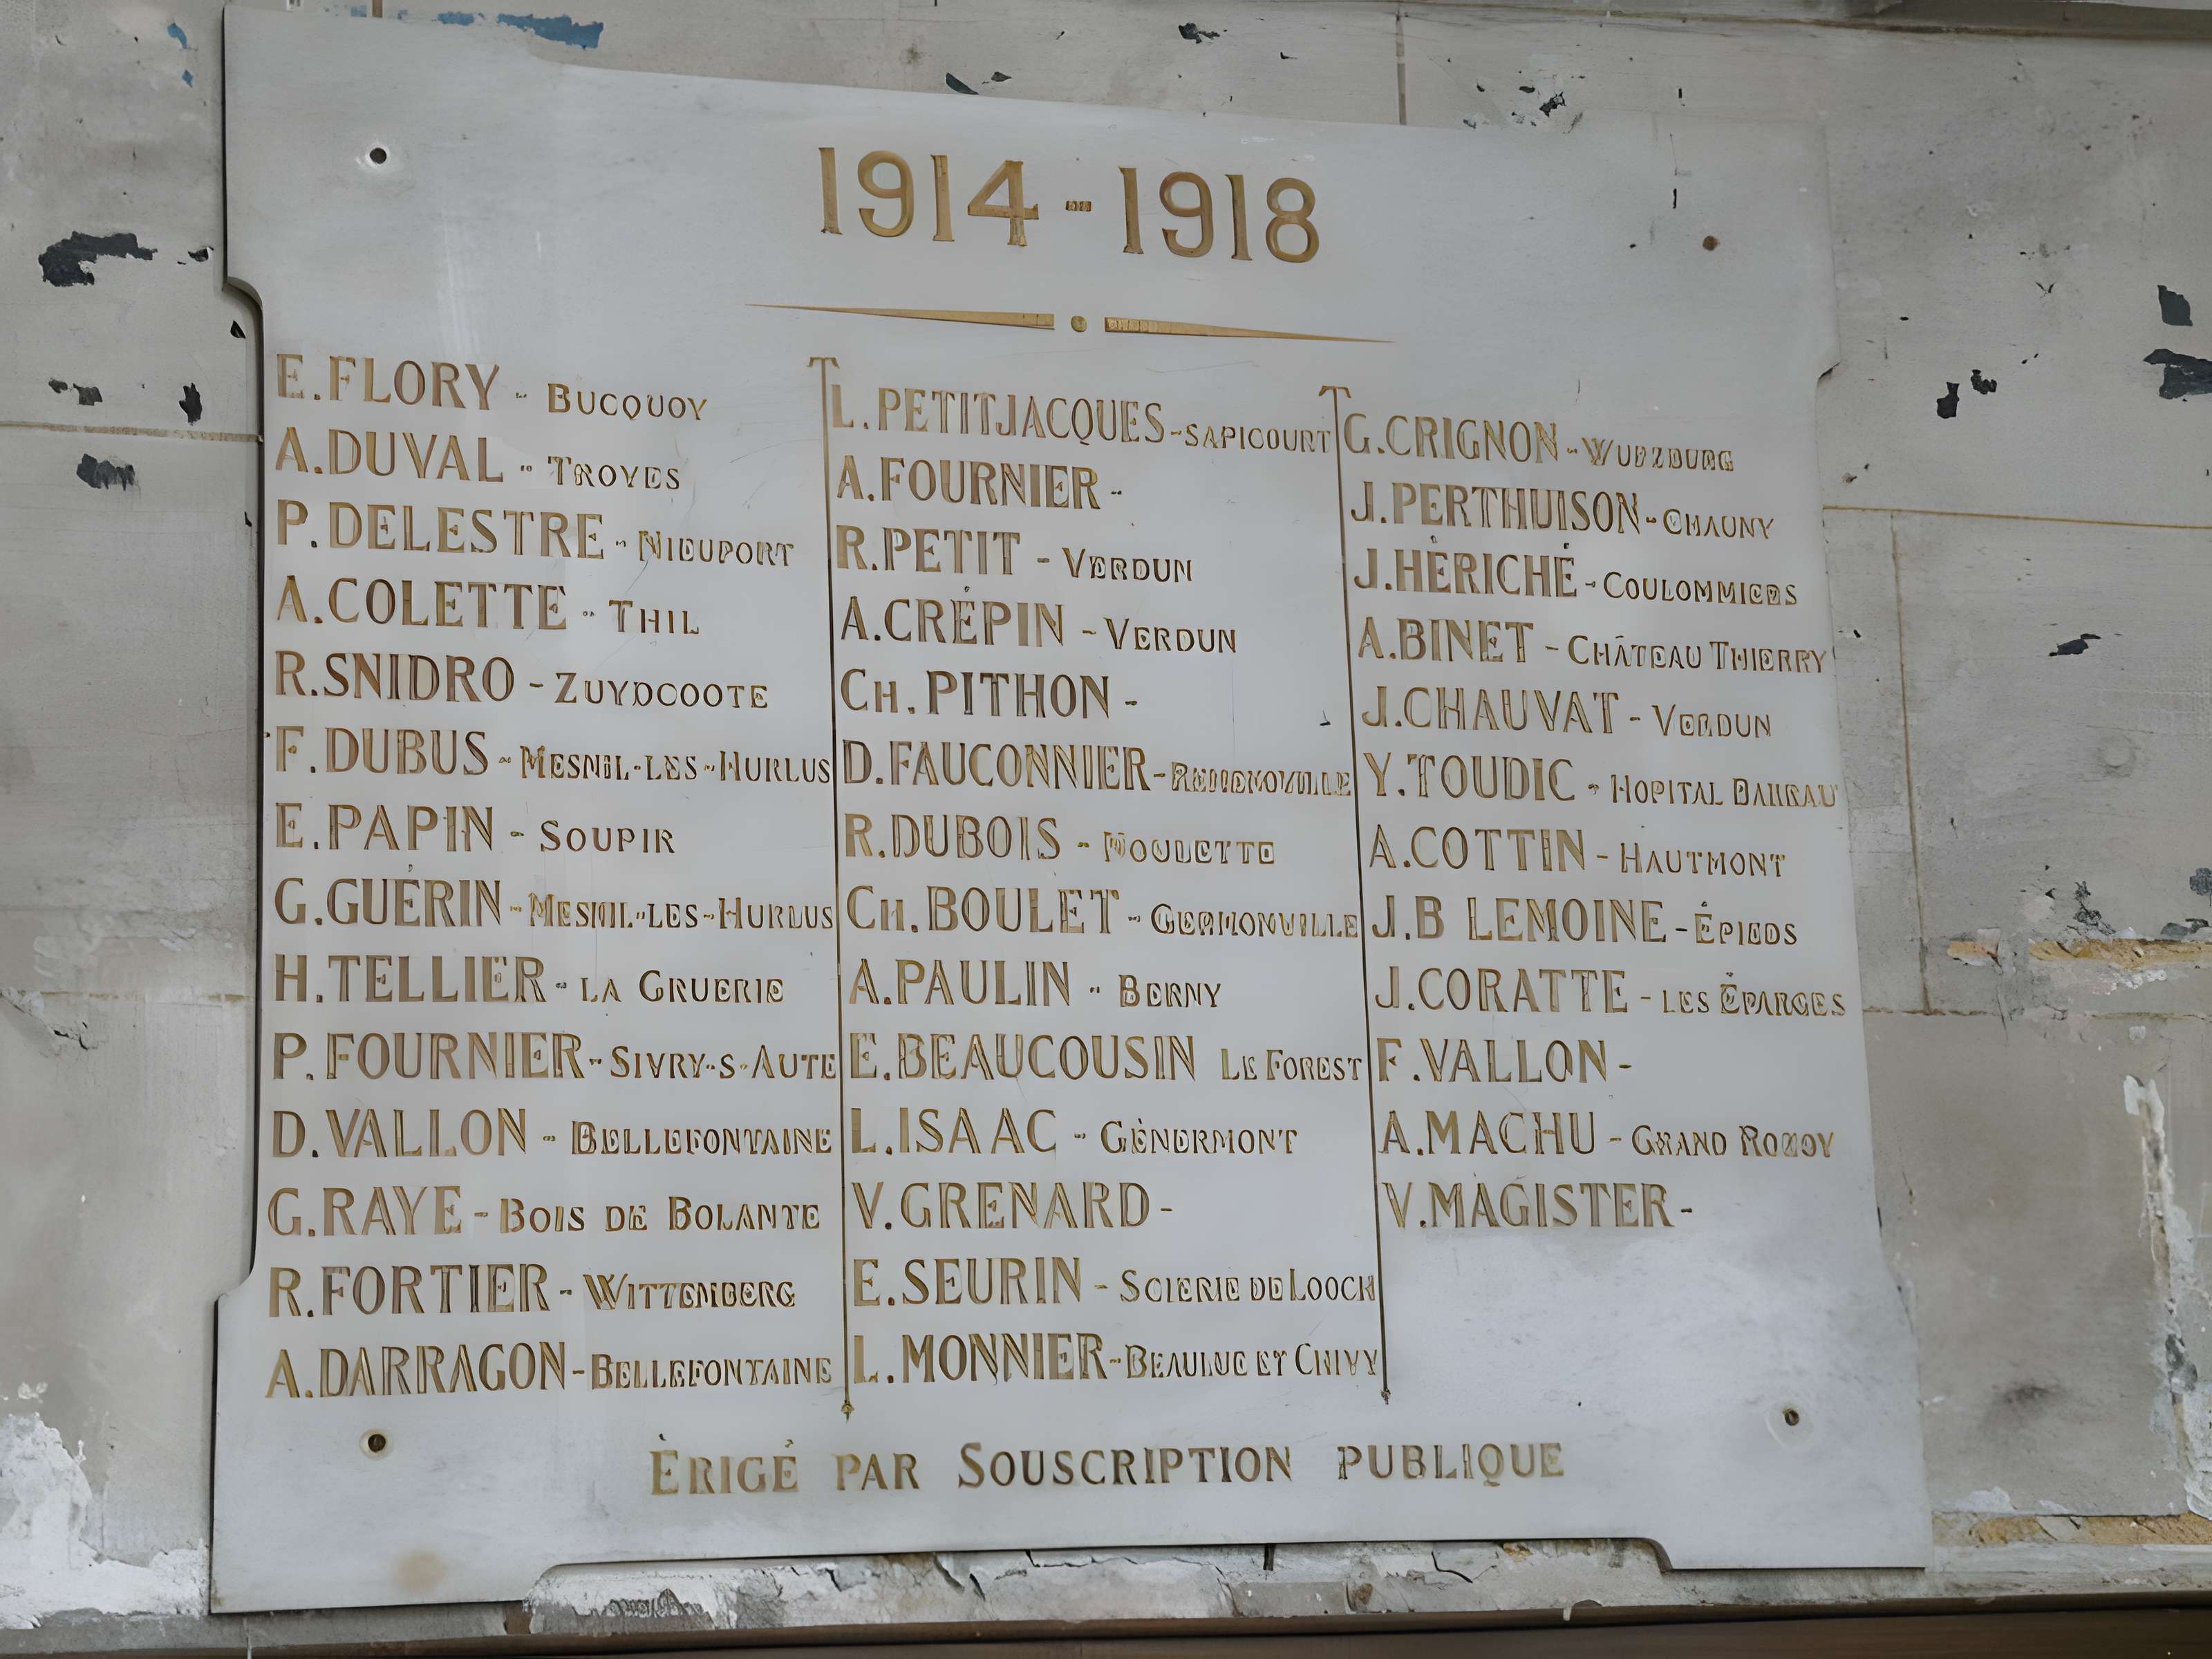 1914-1918
E.FLORY - BUCQUOY
A.DUVAL - TROYES
P.DELESTRE - NIEUPORT
A.COLETTE - THIL
R.SNIDRO - ZUYDCOOTE
F.DUBUS - MESNIL-LES-HURLUS
E.PAPIN - SOUPIR
G.GUÉRIN - MESNIL-LES-HURLUS
H.TELLIER - LA GRUERIE
P.FOURNIER - SIVRY-S-AUTE
D.VALLON - BELLEFONTAINE
G.RAYE - BOIS DE BOLANTE
R.FORTIER - WITTEMBERG
A.DARRAGON - BELLEFONTAINE
L.PETITJACQUES - SAPICOURT
A.FOURNIER -
R.PETIT - VERDUN
A.CRÉPIN - VERDUN
CH.PITHON -
D.FAUCONNIER -
R.DUBOIS -
CH.BOULET -
A.PAULIN - BERNY
E.BEAUCOUSIN LE FOREST
L.ISAAC - GÉNERMONT
V.GRENARD -
E.SEURIN - SCIERIE DE LOOCH
L.MONNIER - BEAULNE ET CHIVY
G.CRIGNON - WURZBURG
J.PERTHUISON - CHAUNY
J.HÉRICHÉ - COULOMMIERS
A.BINET - CHÂTEAU THIERRY
J.CHAUVAT - VERDUN
Y.TOUDIC - HOPITAL
A.COTTIN - HAUTMONT
J.B LEMOINE - ÉPIEDS
J.CORATTE - LES ÉPARGES
F.VALLON -
A.MACHU - GRAND ROZOY
V.MAGISTER -
ÉRIGÉ PAR SOUSCRIPTION PUBLIQUE